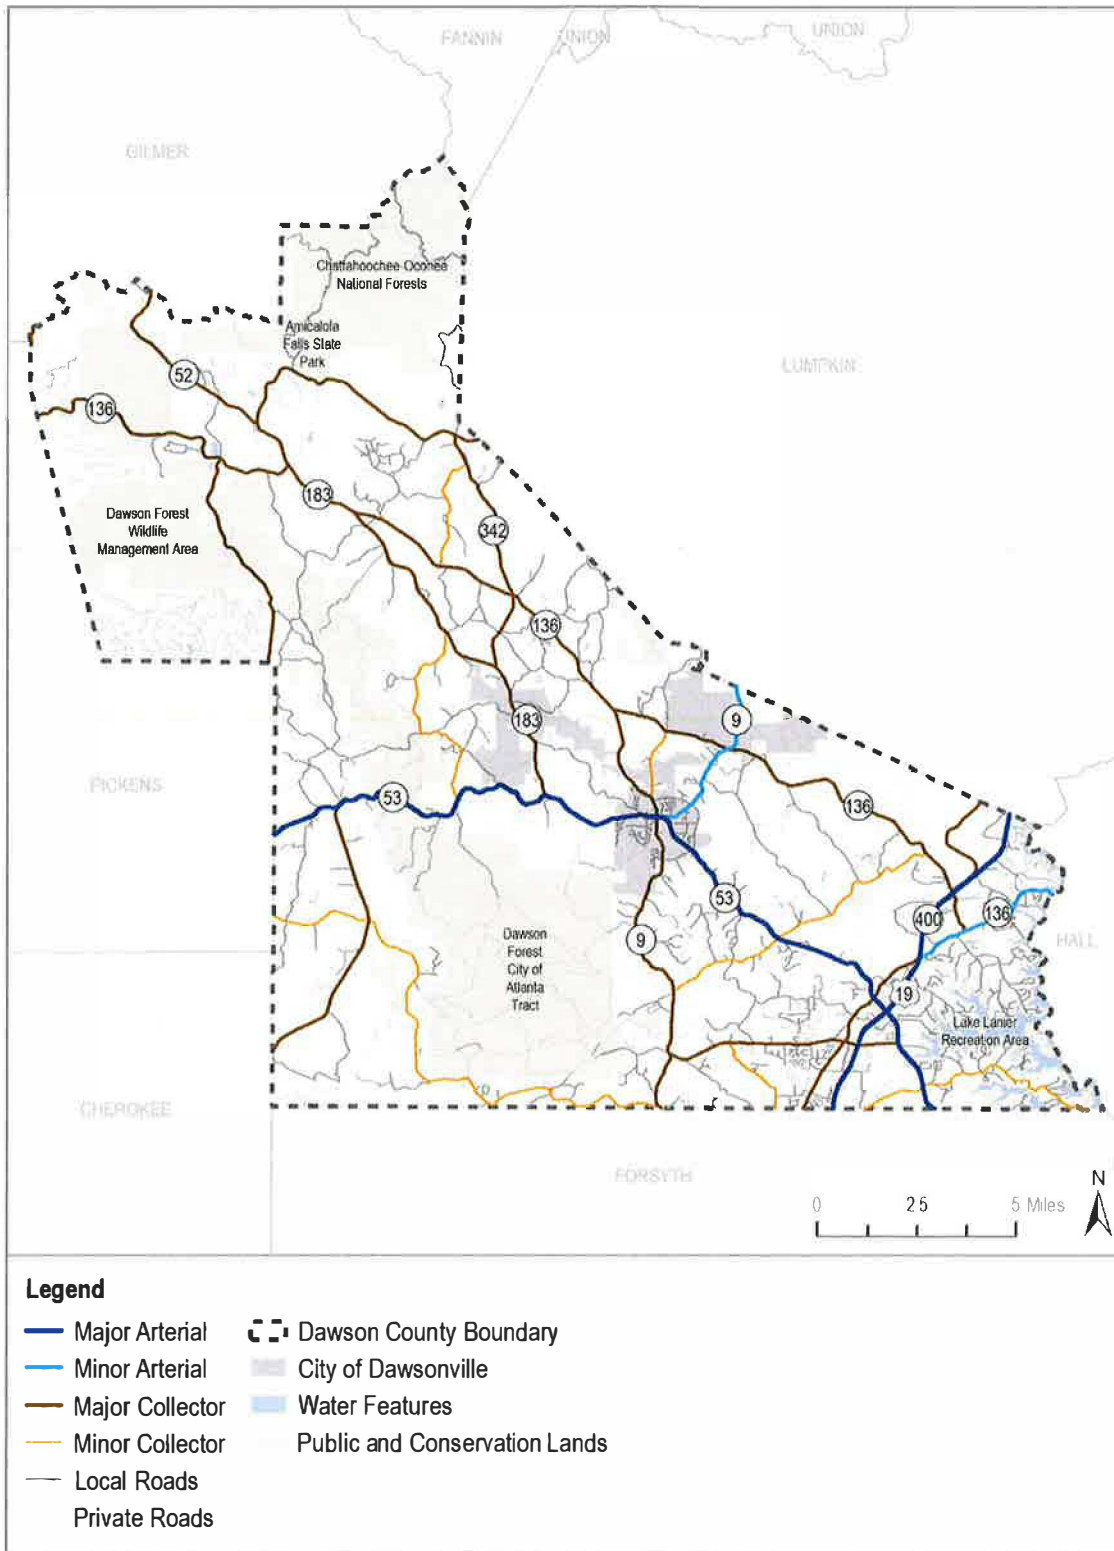 FANNIN
UNION
UNION
GILMER
Chattahoochee-Oconee
National Forests
Amicalola
Falls State
Park
LUMPKIN
52
136
183
342
Dawson Forest
Wildlife
Management Area
136
183
9
PICKENS
53
136
53
400
136
HALL
9
Dawson
Forest
City of
Atlanta
Tract
19
Lake Lanier
Recreation Area
CHEROKEE
FORSYTH
N
0 2.5 5 Miles
Legend
Major Arterial
Minor Arterial
Major Collector
Minor Collector
Local Roads
Private Roads
Dawson County Boundary
City of Dawsonville
Water Features
Public and Conservation Lands